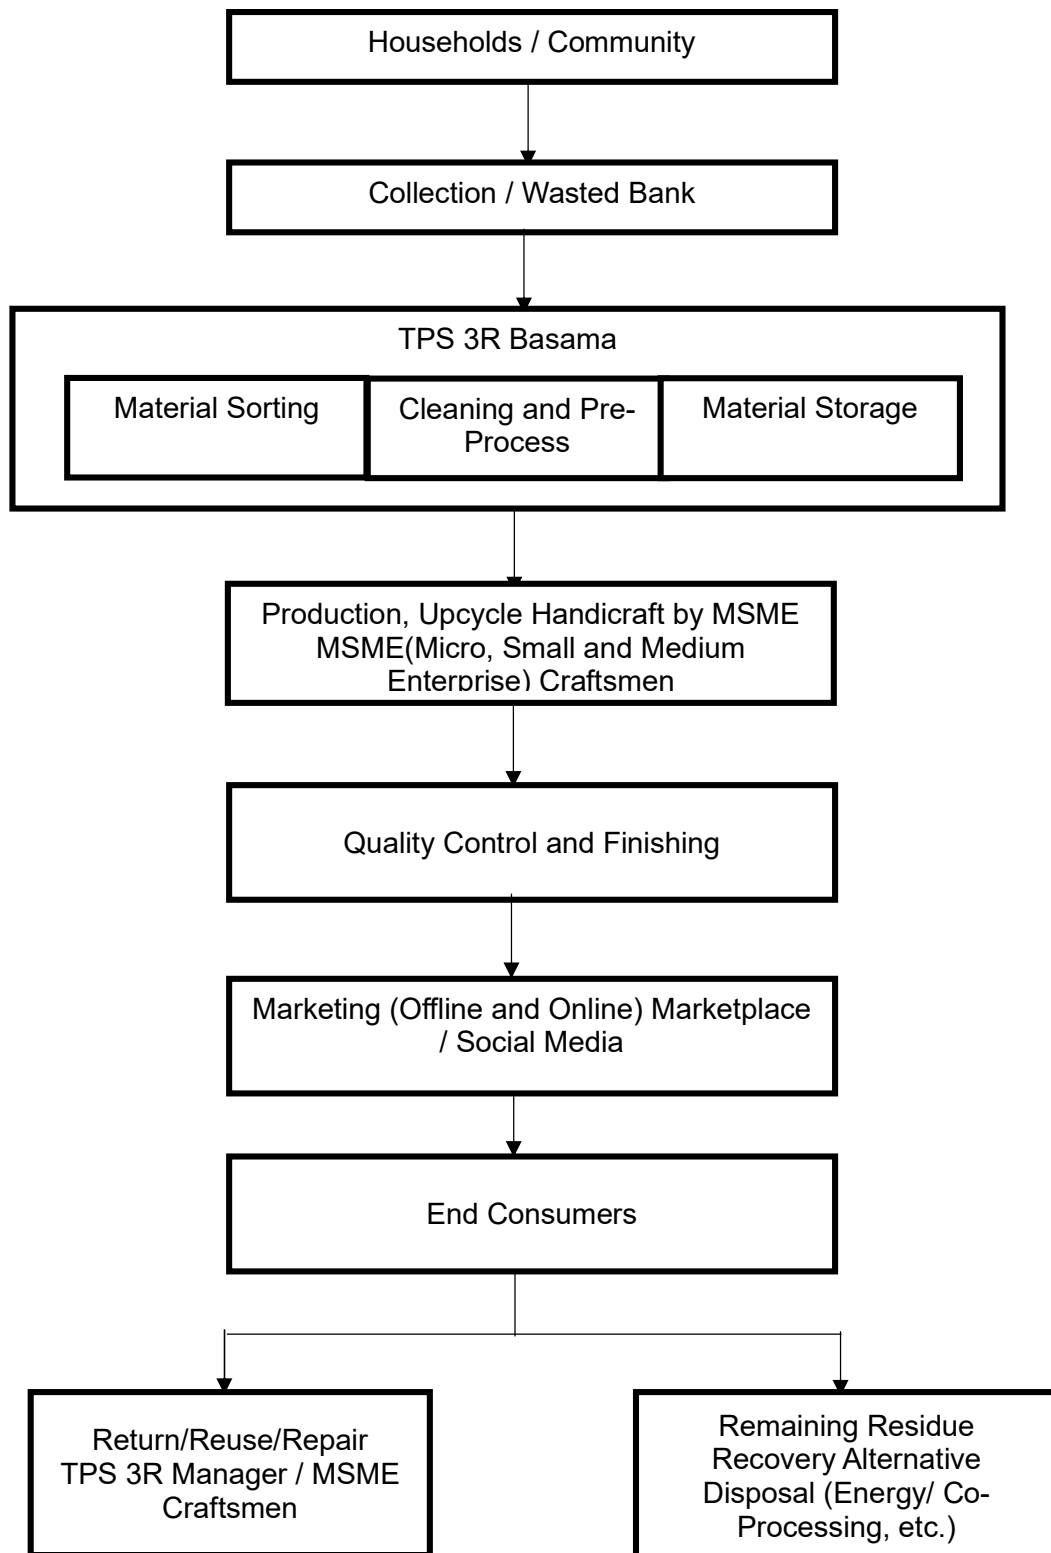 Households / Community
Collection / Wasted Bank
TPS 3R Basama
Material Sorting
Cleaning and Pre-
Process
Material Storage
Production, Upcycle Handicraft by MSME
MSME(Micro, Small and Medium
Enterprise) Craftsmen
Quality Control and Finishing
Marketing (Offline and Online) Marketplace
/ Social Media
End Consumers
Return/Reuse/Repair
TPS 3R Manager / MSME
Craftsmen
Remaining Residue
Recovery Alternative
Disposal (Energy/ Co-
Processing, etc.)